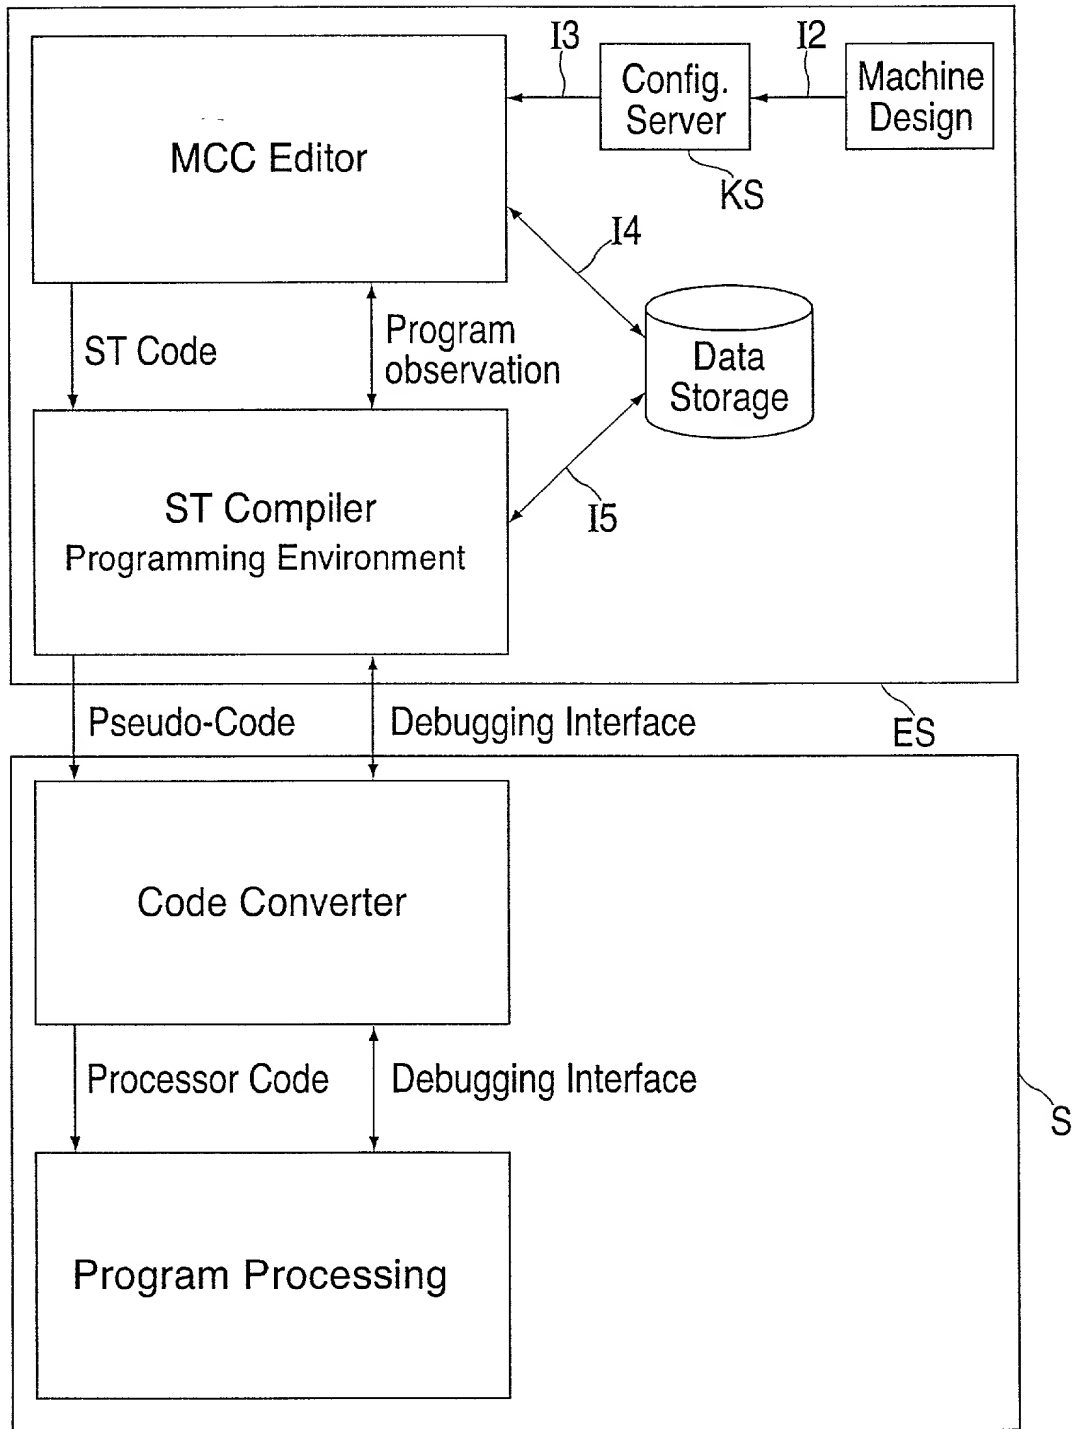 I3
I2
Config.
Server
Machine
Design
MCC Editor
KS
I4
ST Code
Program
observation
Data
Storage
I5
ST Compiler
Programming Environment
Pseudo-Code
Debugging Interface
ES
Code Converter
Processor Code
Debugging Interface
S
Program Processing